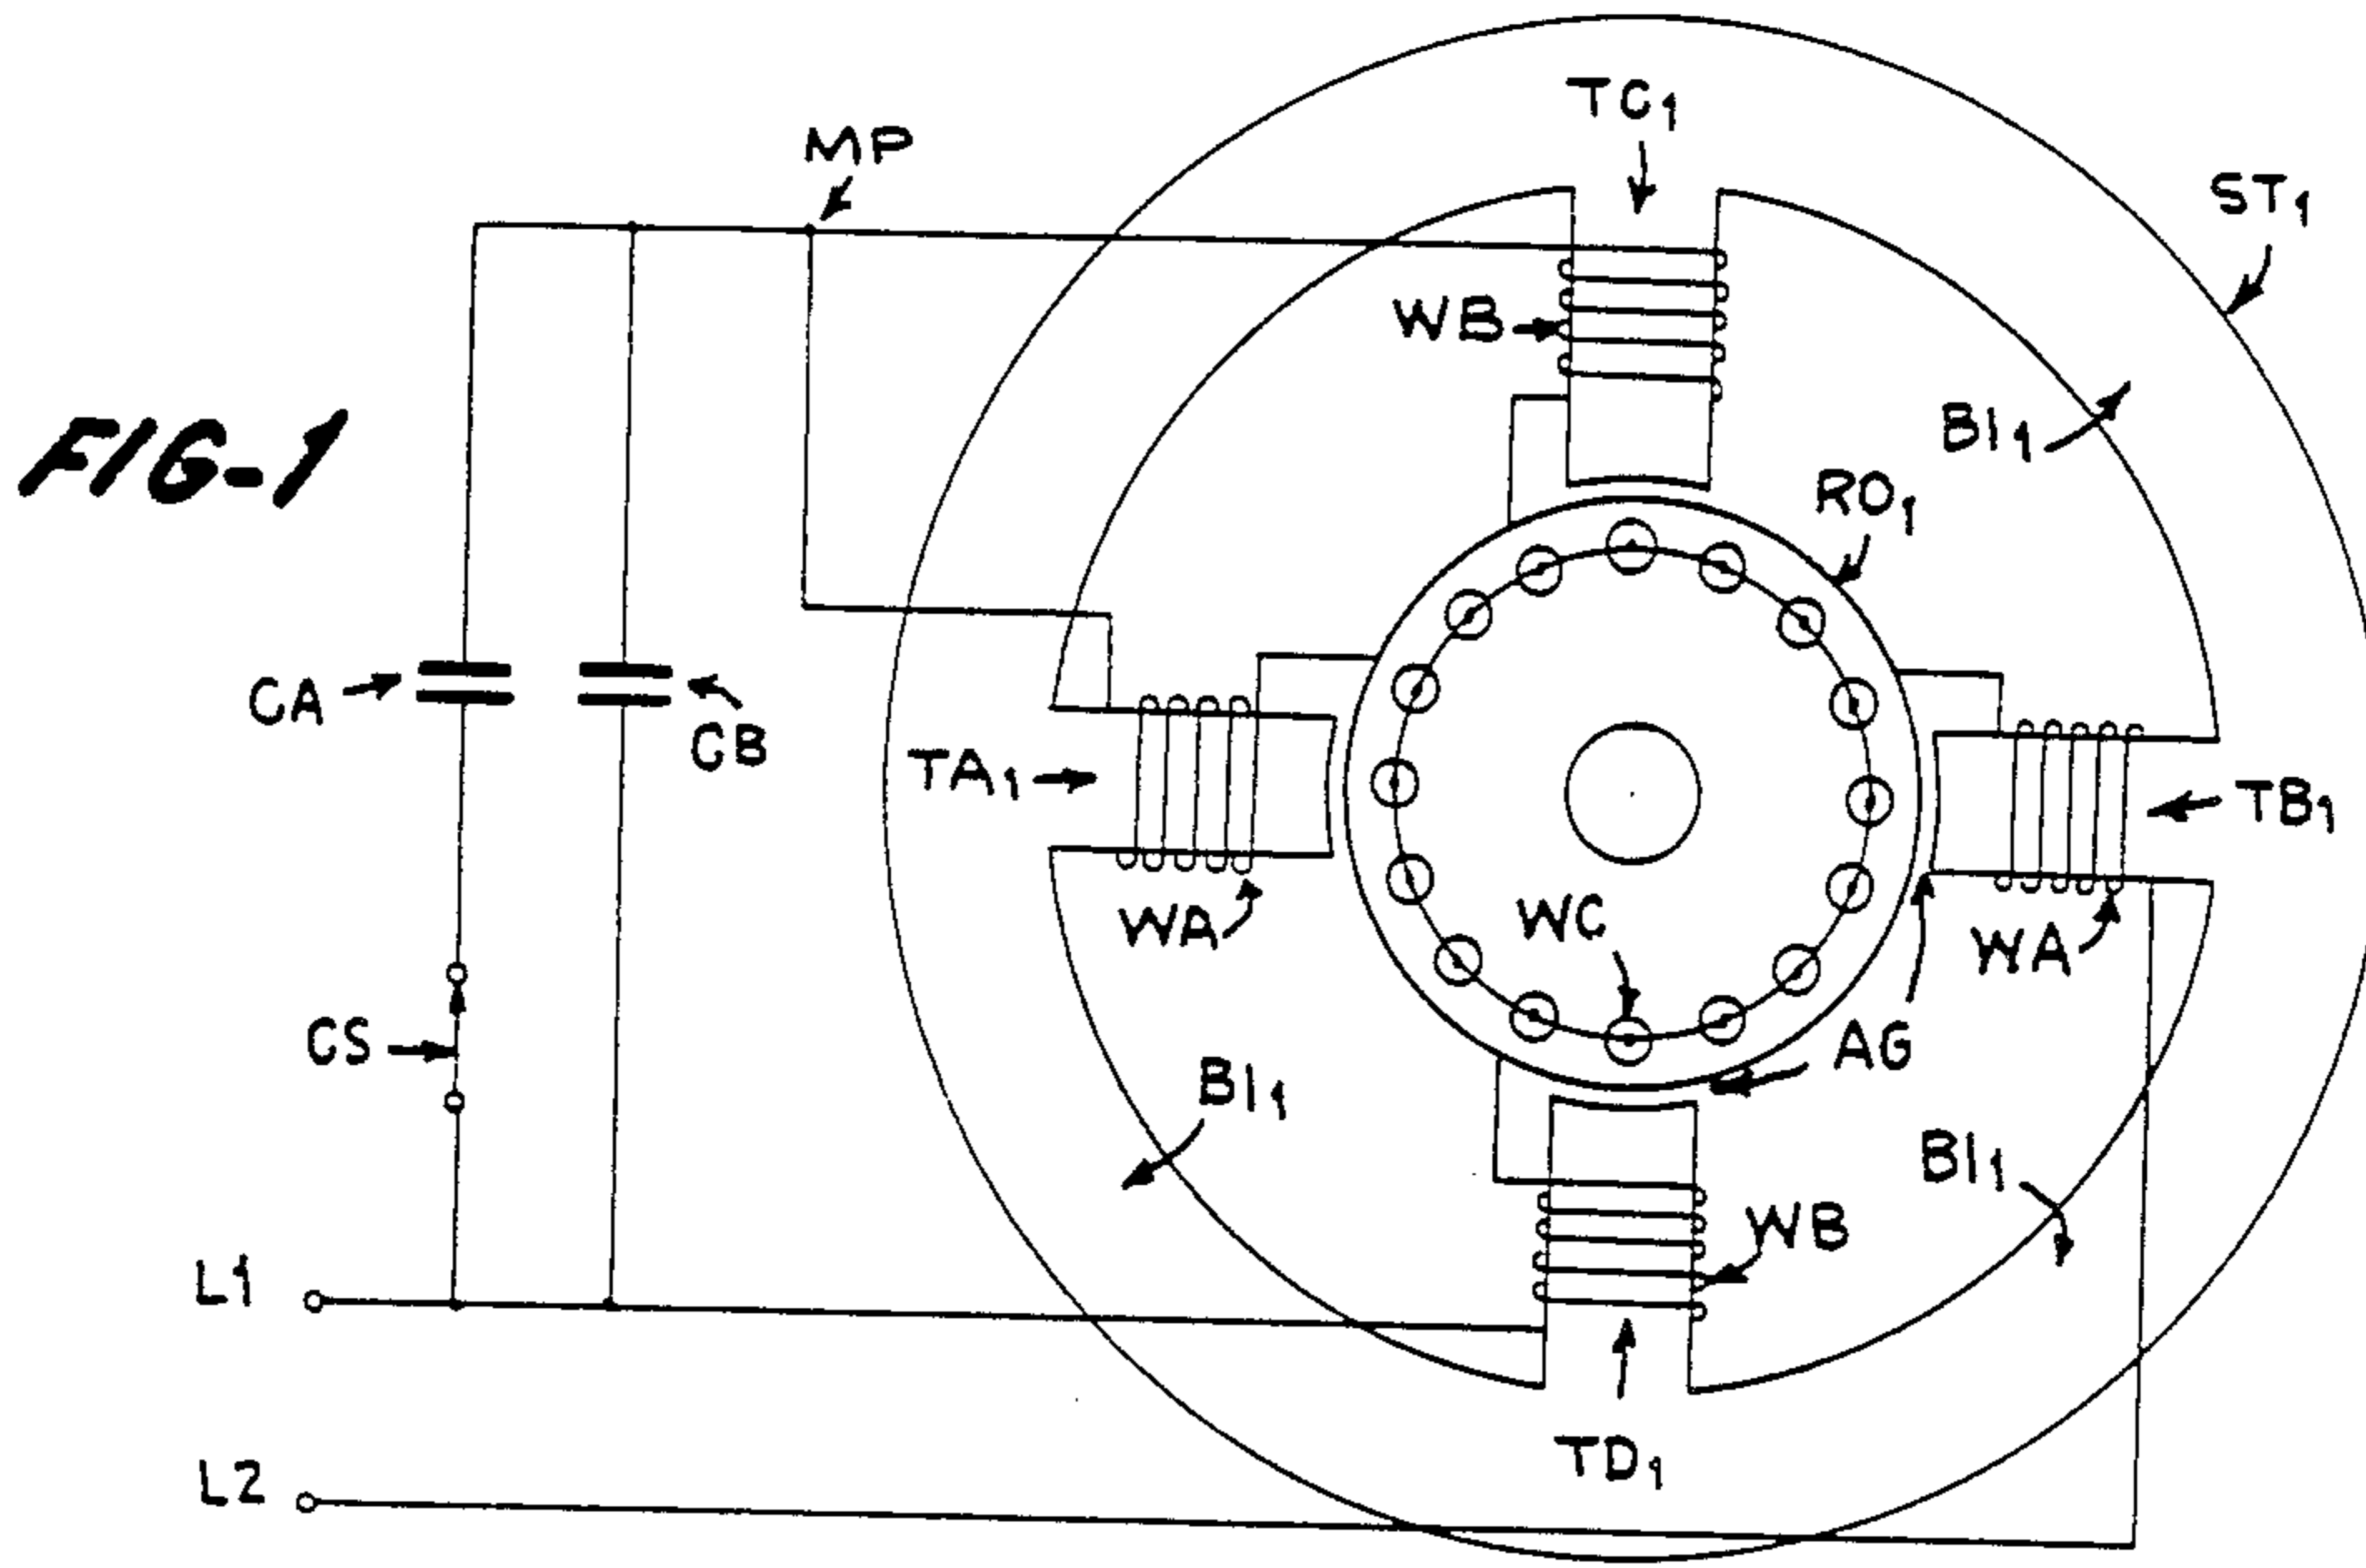 TC1
MP
ST1
WB
BI1
FIG-1
RO1
CA
CB
TA1
TB1
WA
WC
WA
CS
AG
BI1
BI1
WB
L1
TD1
L2